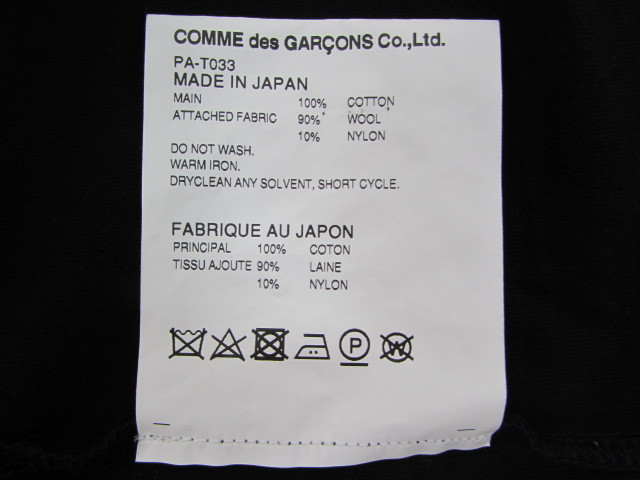 COMME des GARÇONS Co.,Ltd.
PA-T033
MADE IN JAPAN
MAIN 100% COTTON
ATTACHED FABRIC 90% WOOL
10% NYLON
DO NOT WASH.
WARM IRON.
DRYCLEAN ANY SOLVENT, SHORT CYCLE.
FABRIQUE AU JAPON
PRINCIPAL 100% COTON
TISSU AJOUTE 90% LAINE
10% NYLON
P W